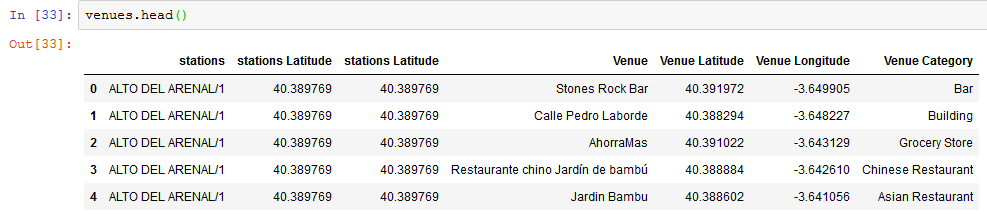 In [33]: venues.head()
Out[33]:
stations stations Latitude stations Latitude Venue Venue Latitude Venue Longitude Venue Category
0 ALTO DEL ARENAL/1 40.389769 40.389769 Stones Rock Bar 40.391972 -3.649905 Bar
1 ALTO DEL ARENAL/1 40.389769 40.389769 Calle Pedro Laborde 40.388294 -3.648227 Building
2 ALTO DEL ARENAL/1 40.389769 40.389769 AhorraMas 40.391022 -3.643129 Grocery Store
3 ALTO DEL ARENAL/1 40.389769 40.389769 Restaurante chino Jardín de bambú 40.388884 -3.642610 Chinese Restaurant
4 ALTO DEL ARENAL/1 40.389769 40.389769 Jardin Bambu 40.388602 -3.641056 Asian Restaurant